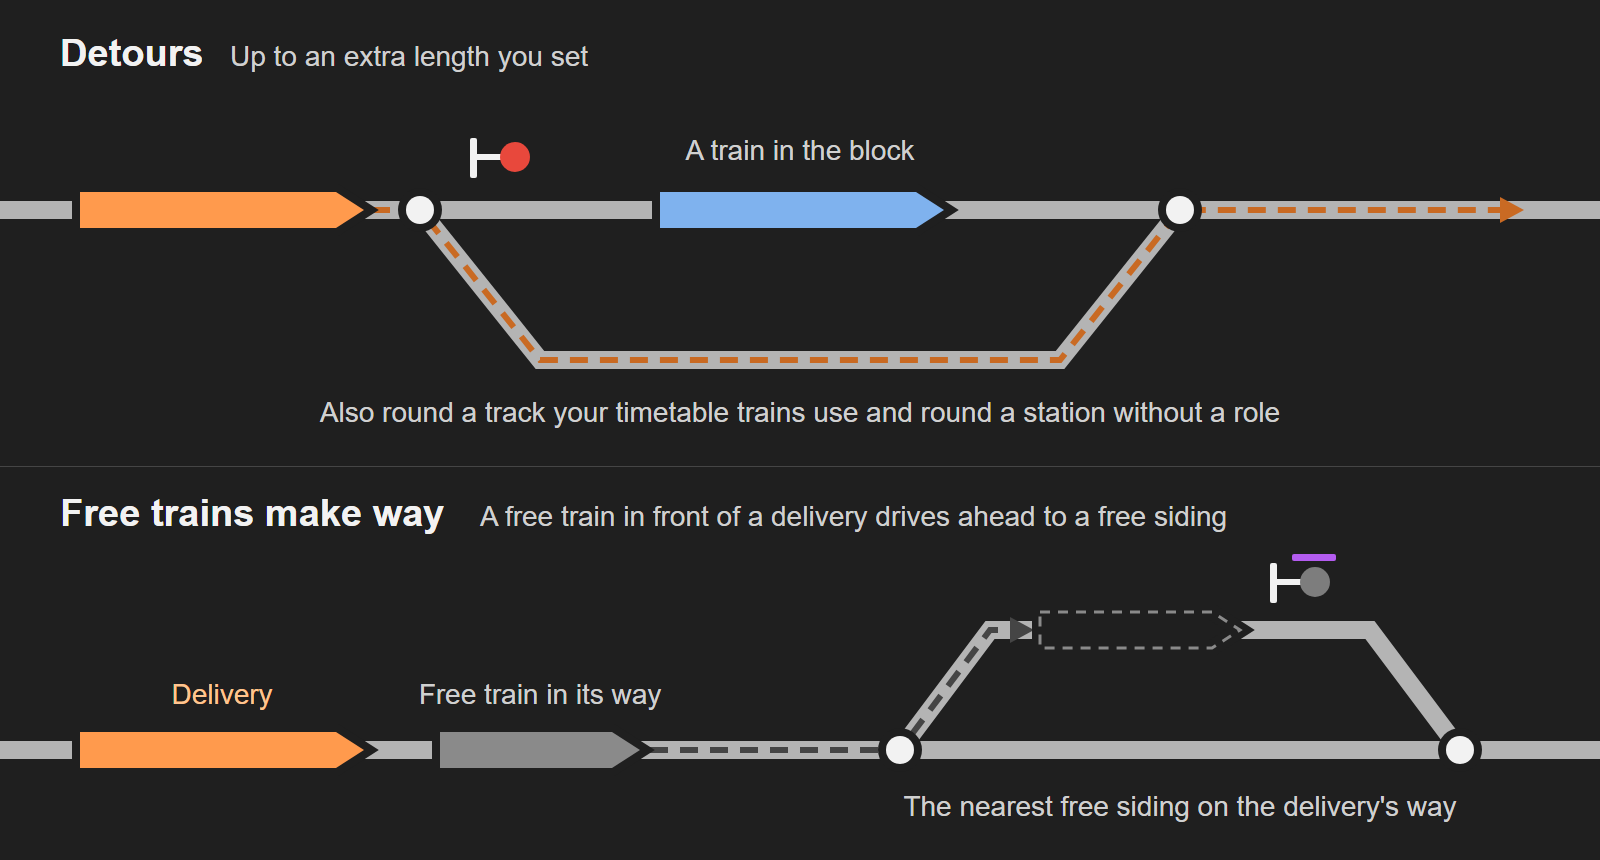 Detours
Up to an extra length you set
A train in the block
Also round a track your timetable trains use and round a station without a role
Free trains make way
A free train in front of a delivery drives ahead to a free siding
Delivery
Free train in its way
The nearest free siding on the delivery's way